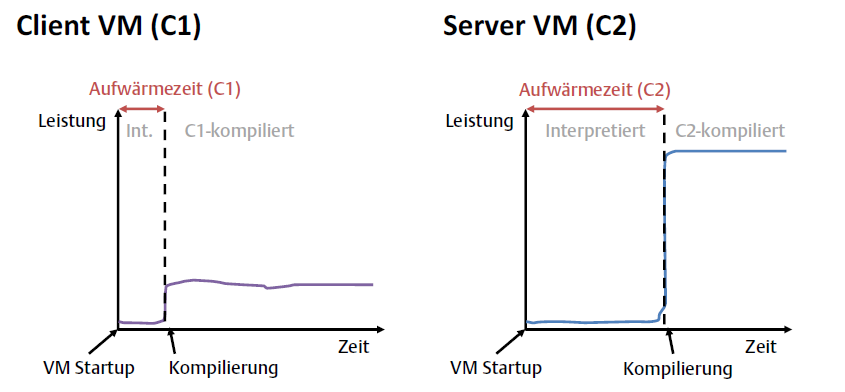 Client VM (C1)
Aufwärmezeit (C1)
Leistung
Int.
C1-kompiliert
Zeit
VM Startup
Kompilierung
Server VM (C2)
Aufwärmezeit (C2)
Leistung
Interpretiert
C2-kompiliert
Zeit
VM Startup
Kompilierung